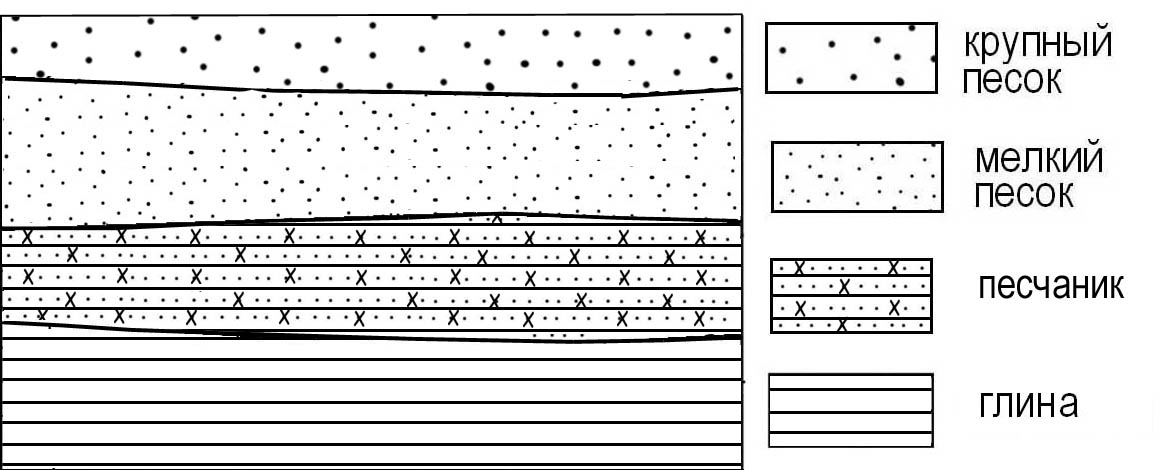 крупный
песок
мелкий
песок
песчаник
глина